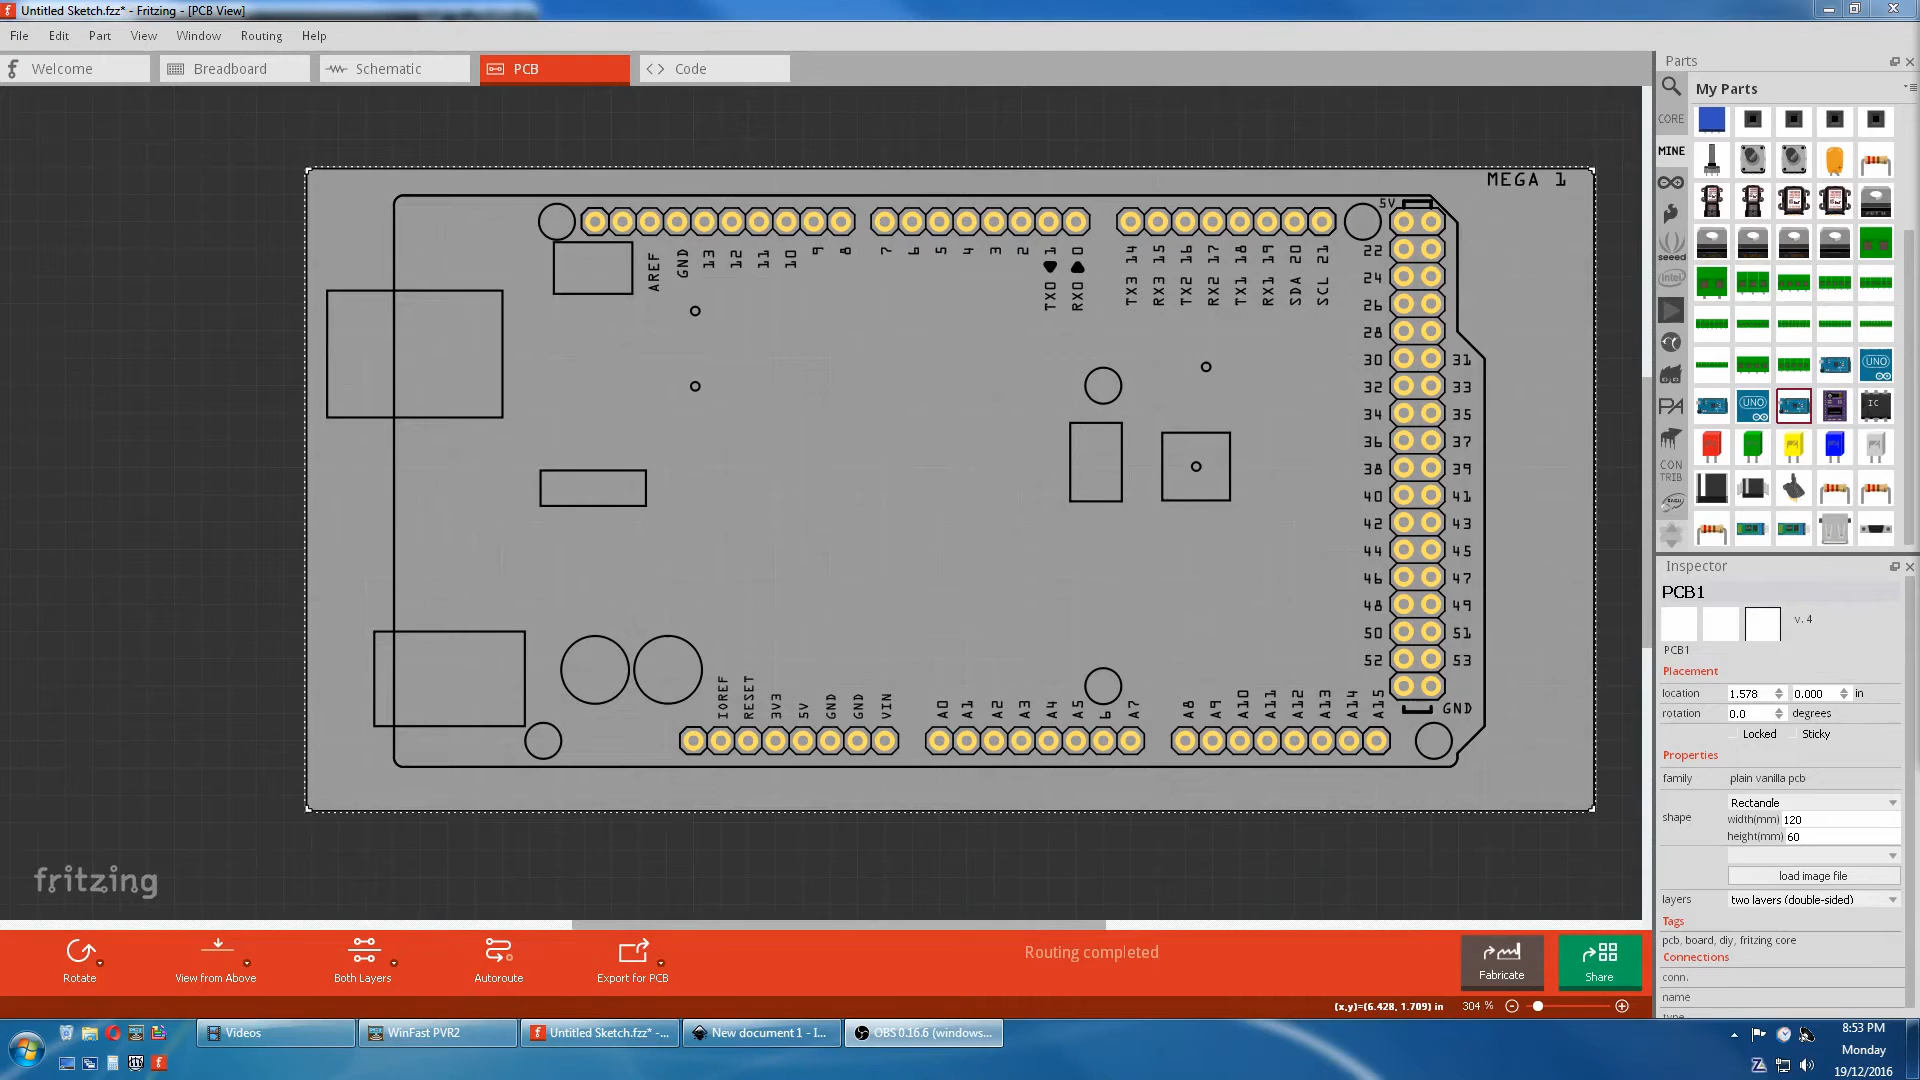 Untitled Sketch.fzz* - Fritzing - [PCB View]
File Edit Part View Window Routing Help
Welcome
Breadboard
Schematic
PCB
Code
MEGA 1
5V
AREF
GND
13
12
11
10
9
8
7
6
5
4
3
2
1
0
TX0
RX0
TX3 14
RX3 15
TX2 16
RX2 17
TX1 18
RX1 19
SDA 20
SCL 21
22
24
26
28
30 31
32 33
34 35
36 37
38 39
40 41
42 43
44 45
46 47
48 49
50 51
52 53
GND
IOREF
RESET
3V3
5V
GND
GND
VIN
A0
A1
A2
A3
A4
A5
6
A7
A8
A9
A10
A11
A12
A13
A14
A15
fritzing
Parts
My Parts
CORE
MINE
seeed
intel
PA
CON
TRIB
UNO
UNO
IC
Inspector
PCB1
v. 4
PCB1
Placement
location 1.578 0.000 in
rotation 0.0 degrees
Locked Sticky
Properties
family plain vanilla pcb
shape Rectangle
width(mm) 120
height(mm) 60
load image file
layers two layers (double-sided)
Tags
pcb, board, diy, fritzing core
Connections
conn.
name
type
Rotate
View from Above
Both Layers
Autoroute
Export for PCB
Routing completed
Fabricate
Share
(x,y)=(6.428, 1.709) in 304 %
Videos
WinFast PVR2
Untitled Sketch.fzz* -...
New document 1 - I...
OBS 0.16.6 (windows...
8:53 PM
Monday
19/12/2016